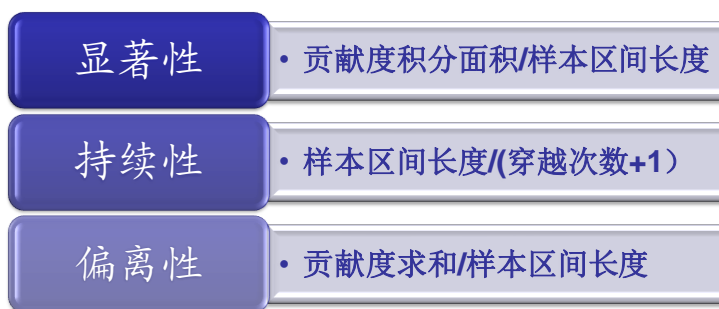 显著性
• 贡献度积分面积/样本区间长度
持续性
• 样本区间长度/(穿越次数+1）
偏离性
• 贡献度求和/样本区间长度